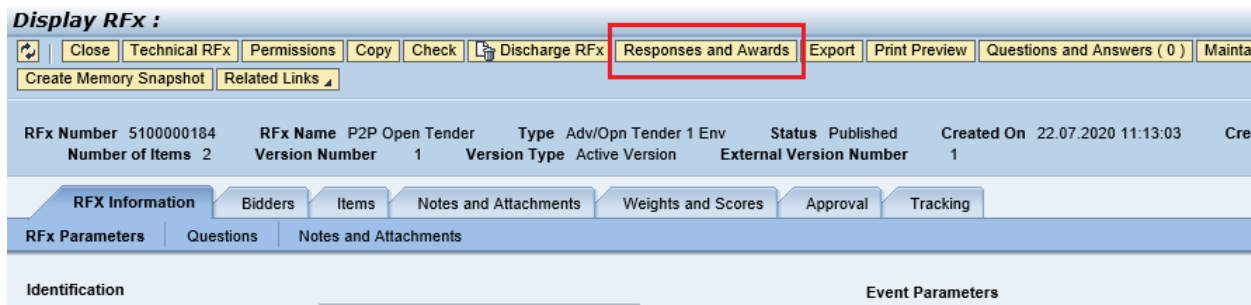 Display RFx :
Close Technical RFx Permissions Copy Check Discharge RFx Responses and Awards Export Print Preview Questions and Answers ( 0 ) Mainta
Create Memory Snapshot Related Links
RFx Number 5100000184 RFx Name P2P Open Tender Type Adv/Opn Tender 1 Env Status Published Created On 22.07.2020 11:13:03 Cre
Number of Items 2 Version Number 1 Version Type Active Version External Version Number 1
RFX Information Bidders Items Notes and Attachments Weights and Scores Approval Tracking
RFx Parameters Questions Notes and Attachments
Identification Event Parameters